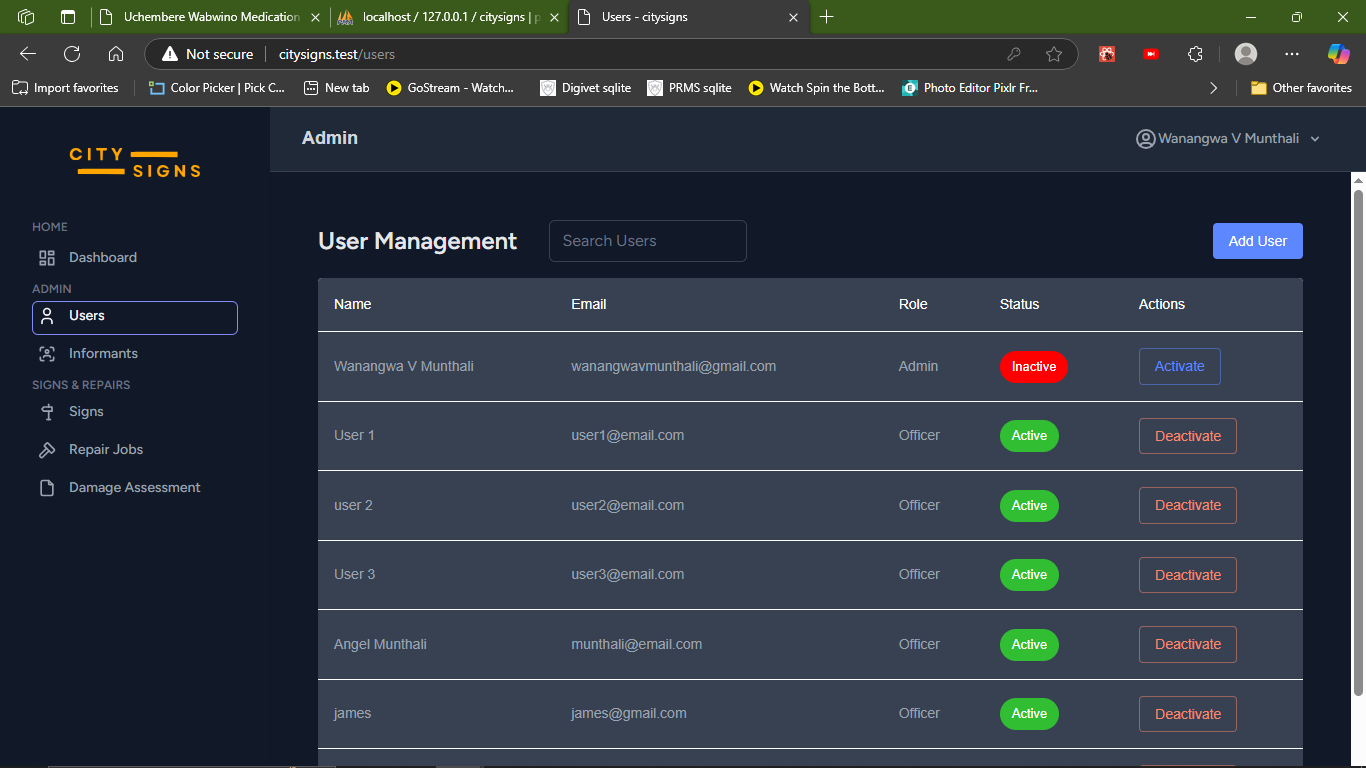 Uchembere Wabwino Medication
localhost / 127.0.0.1 / citysigns | p
Users - citysigns
Not secure
citysigns.test/users
Import favorites
Color Picker | Pick C...
New tab
GoStream - Watch...
Digivet sqlite
PRMS sqlite
Watch Spin the Bott...
Photo Editor Pixlr Fr...
Other favorites
CITY
SIGNS
Admin
Wanangwa V Munthali
HOME
Dashboard
ADMIN
Users
Informants
SIGNS & REPAIRS
Signs
Repair Jobs
Damage Assessment
User Management
Search Users
Add User
Name Email Role Status Actions
Wanangwa V Munthali wanangwavmunthali@gmail.com Admin Inactive Activate
User 1 user1@email.com Officer Active Deactivate
user 2 user2@email.com Officer Active Deactivate
User 3 user3@email.com Officer Active Deactivate
Angel Munthali munthali@email.com Officer Active Deactivate
james james@gmail.com Officer Active Deactivate